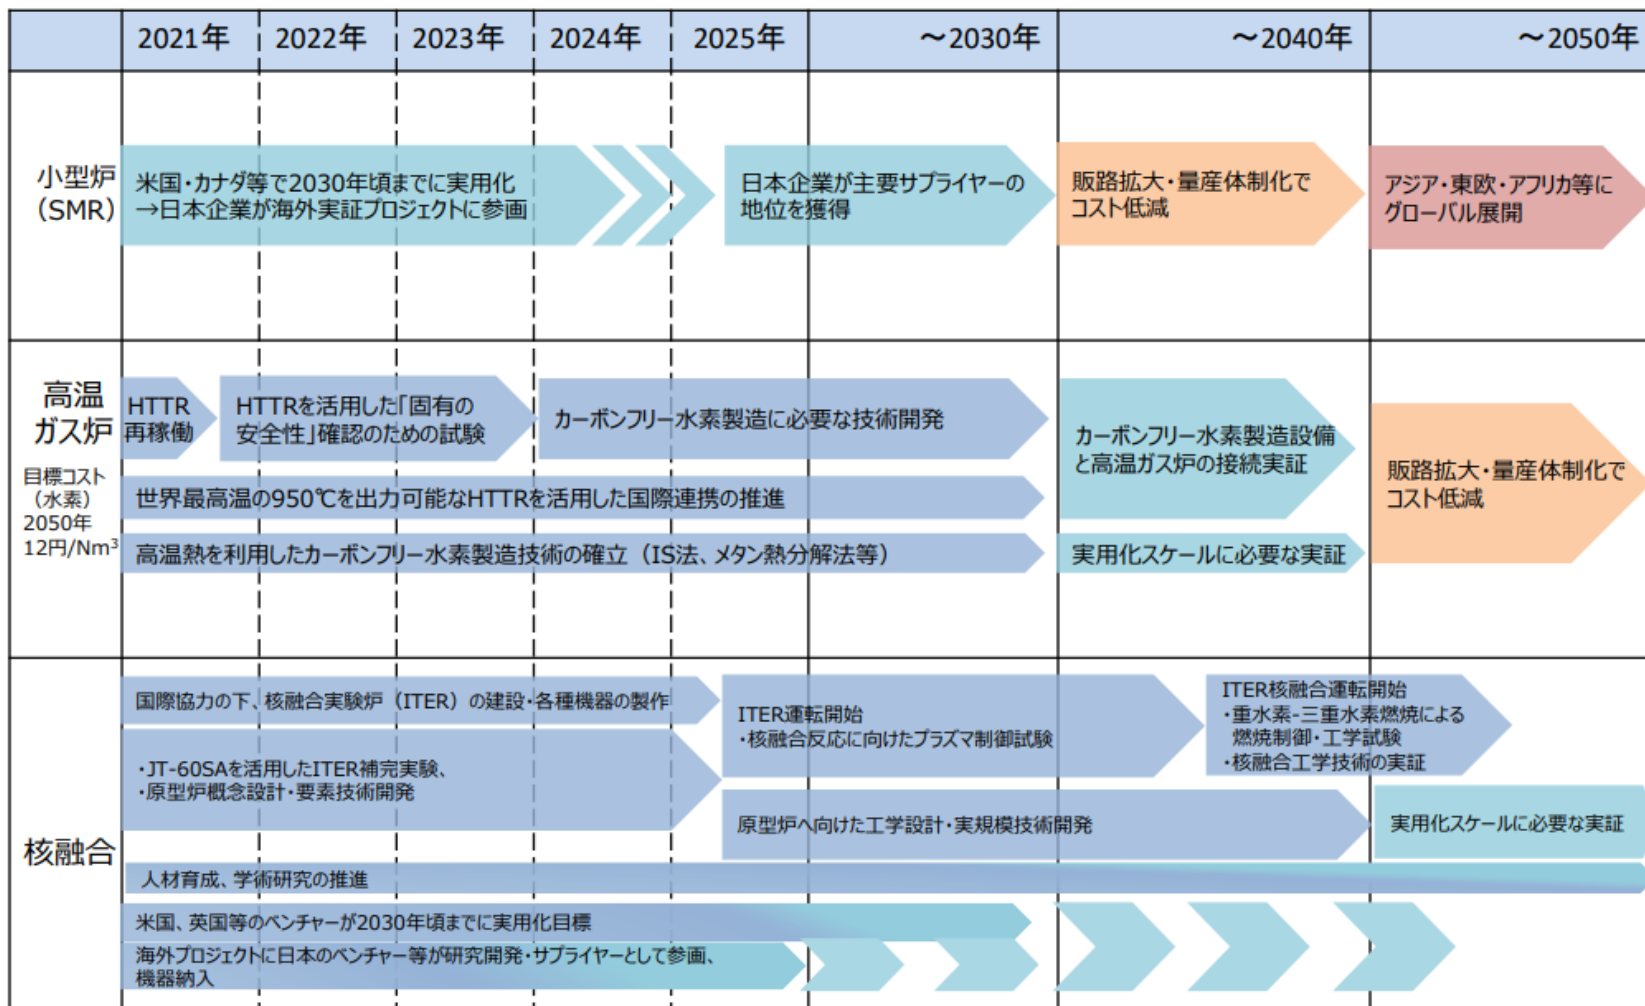 2021年
2022年
2023年
2024年
2025年
～2030年
～2040年
～2050年
小型炉
（SMR）
米国・カナダ等で2030年頃までに実用化
→日本企業が海外実証プロジェクトに参画
日本企業が主要サプライヤーの
地位を獲得
販路拡大・量産体制化で
コスト低減
アジア・東欧・アフリカ等に
グローバル展開
高温
ガス炉
目標コスト
（水素）
2050年
12円/Nm³
HTTR
再稼働
HTTRを活用した「固有の
安全性」確認のための試験
カーボンフリー水素製造に必要な技術開発
世界最高温の950℃を出力可能なHTTRを活用した国際連携の推進
高温熱を利用したカーボンフリー水素製造技術の確立（IS法、メタン熱分解法等）
カーボンフリー水素製造設備
と高温ガス炉の接続実証
実用化スケールに必要な実証
販路拡大・量産体制化で
コスト低減
核融合
国際協力の下、核融合実験炉（ITER）の建設・各種機器の製作
・JT-60SAを活用したITER補完実験、
・原型炉概念設計・要素技術開発
ITER運転開始
・核融合反応に向けたプラズマ制御試験
ITER核融合運転開始
・重水素-三重水素燃焼による
燃焼制御・工学試験
・核融合工学技術の実証
原型炉へ向けた工学設計・実規模技術開発
実用化スケールに必要な実証
人材育成、学術研究の推進
米国、英国等のベンチャーが2030年頃までに実用化目標
海外プロジェクトに日本のベンチャー等が研究開発・サプライヤーとして参画、
機器納入